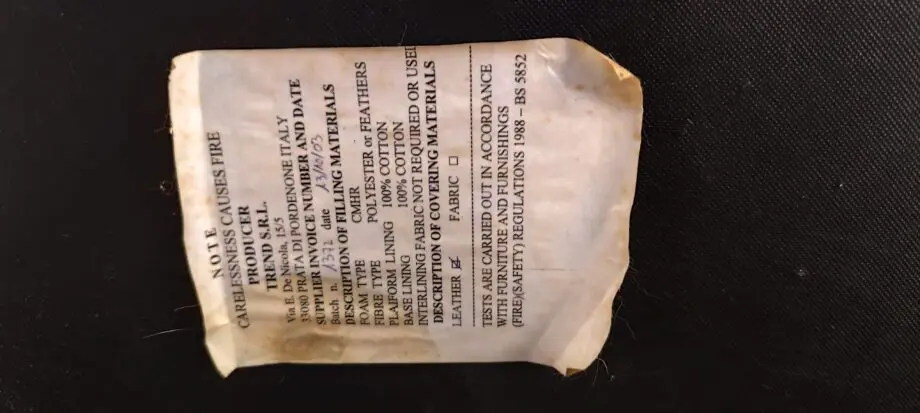 NOTE
CARELESSNESS CAUSES FIRE
PRODUCER
TREND S.R.L.
Via E. De Nicola, 15/5
33080 PRATA DI PORDENONE ITALY
SUPPLIER INVOICE NUMBER AND DATE
Batch n. 1372 date 13/10/03
DESCRIPTION OF FILLING MATERIALS
FOAM TYPE CMHR
FIBRE TYPE POLYESTER or FEATHERS
PLAIFORM LINING 100% COTTON
BASE LINING 100% COTTON
INTERLINING FABRIC NOT REQUIRED OR USED
DESCRIPTION OF COVERING MATERIALS
LEATHER ☑ FABRIC ☐
TESTS ARE CARRIED OUT IN ACCORDANCE
WITH FURNITURE AND FURNISHINGS
(FIRE)(SAFETY) REGULATIONS 1988 – BS 5852